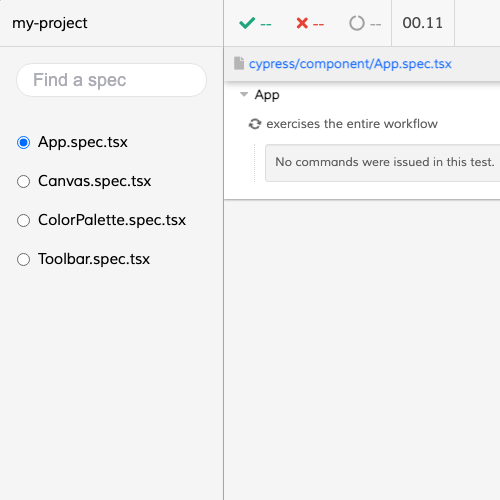 my-project
Find a spec
App.spec.tsx
Canvas.spec.tsx
ColorPalette.spec.tsx
Toolbar.spec.tsx
-- -- -- 00.11
cypress/component/App.spec.tsx
App
exercises the entire workflow
No commands were issued in this test.